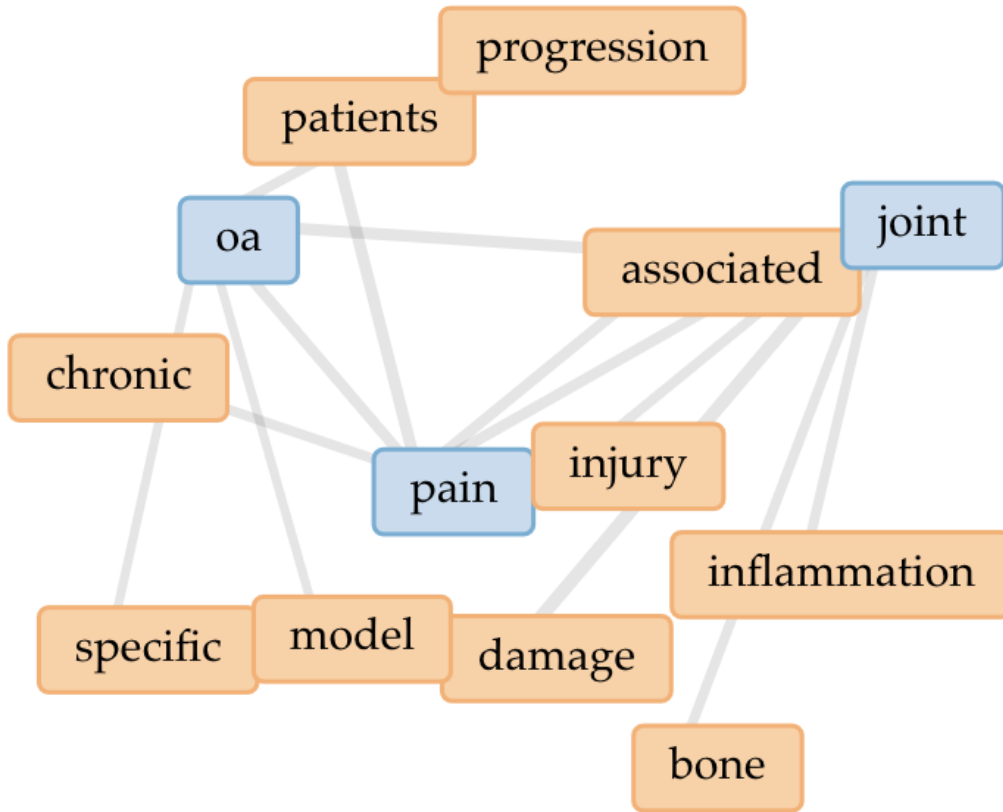 progression
patients
joint
oa
associated
chronic
injury
pain
inflammation
model
specific
damage
bone